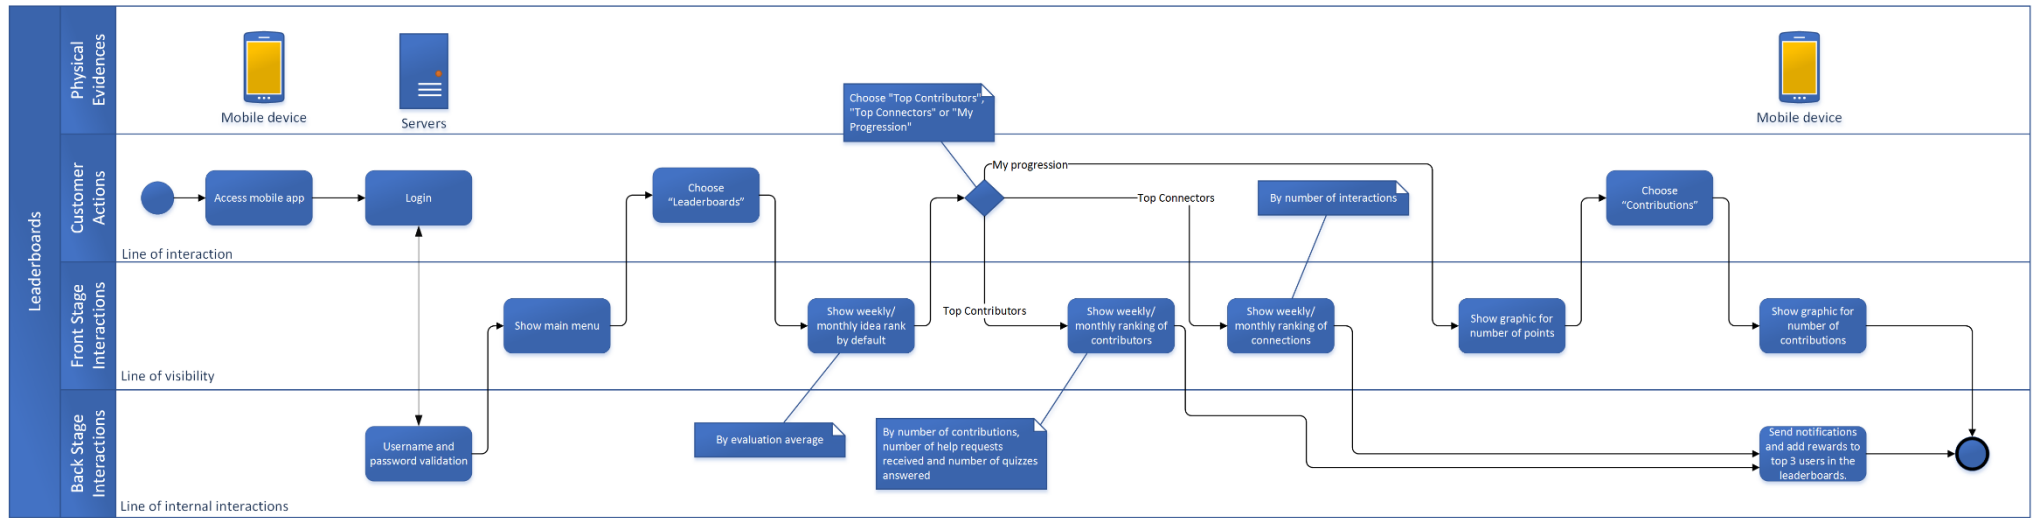 Leaderboards
Physical
Evidences
Mobile device
Servers
Mobile device
Choose "Top Contributors",
"Top Connectors" or "My
Progression"
Customer
Actions
Access mobile app
Login
Choose
“Leaderboards”
My progression
Top Connectors
By number of interactions
Choose
“Contributions”
Line of interaction
Front Stage
Interactions
Show main menu
Show weekly/
monthly idea rank
by default
Top Contributors
Show weekly/
monthly ranking of
contributors
Show weekly/
monthly ranking of
connections
Show graphic for
number of points
Show graphic for
number of
contributions
Line of visibility
Back Stage
Interactions
Username and
password validation
By evaluation average
By number of contributions,
number of help requests
received and number of quizzes
answered
Send notifications
and add rewards to
top 3 users in the
leaderboards.
Line of internal interactions